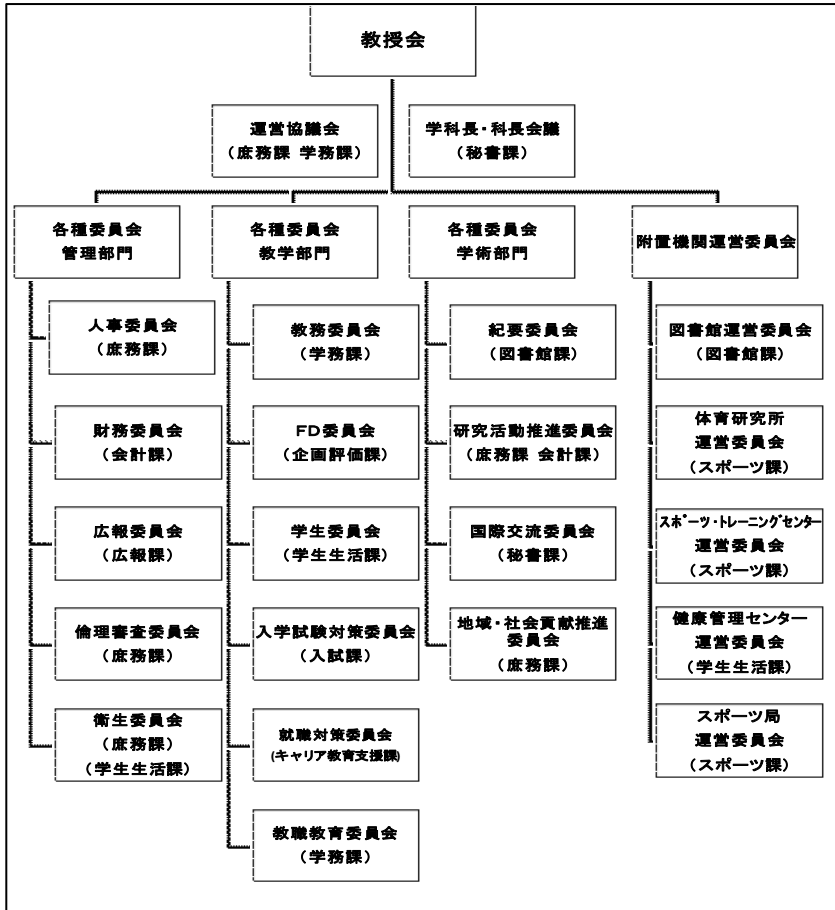 教授会
運営協議会
(庶務課 学務課)
学科長・科長会議
(秘書課)
各種委員会
管理部門
各種委員会
教学部門
各種委員会
学術部門
附置機関運営委員会
人事委員会
(庶務課)
財務委員会
(会計課)
広報委員会
(広報課)
倫理審査委員会
(庶務課)
衛生委員会
(庶務課)
(学生生活課)
教務委員会
(学務課)
FD委員会
(企画評価課)
学生委員会
(学生生活課)
入学試験対策委員会
(入試課)
就職対策委員会
(キャリア教育支援課)
教職教育委員会
(学務課)
紀要委員会
(図書館課)
研究活動推進委員会
(庶務課 会計課)
国際交流委員会
(秘書課)
地域・社会貢献推進
委員会
(庶務課)
図書館運営委員会
(図書館課)
体育研究所
運営委員会
(スポーツ課)
スポーツ・トレーニングセンター
運営委員会
(スポーツ課)
健康管理センター
運営委員会
(学生生活課)
スポーツ局
運営委員会
(スポーツ課)